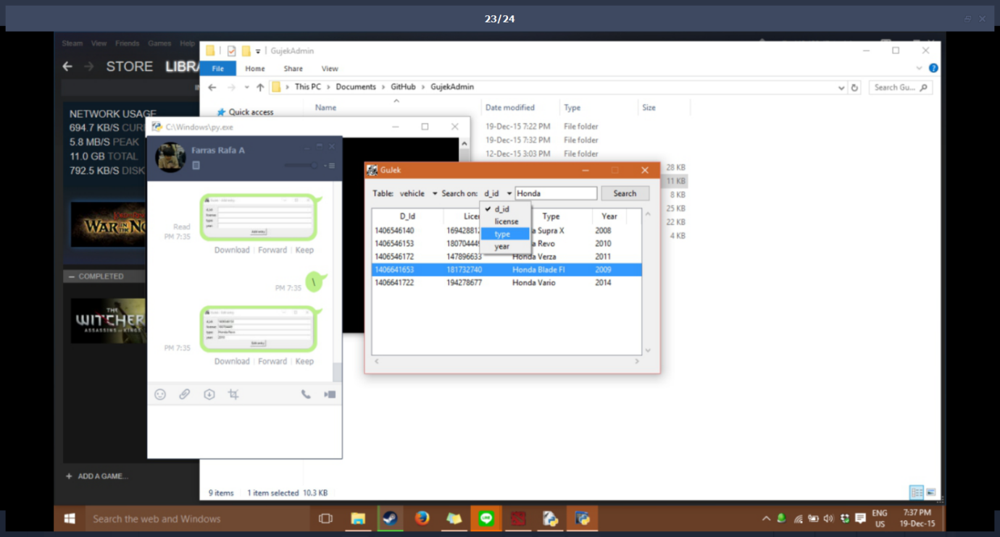 23/24
Steam View Friends Games Help
STORE LIBRA
NETWORK USAGE
694.7 KB/S CURR
5.8 MB/S PEAK
11.0 GB TOTAL
792.5 KB/S DISK
WAR IN THE NO
COMPLETED
THE
WITCHER
ASSASSINS OF KINGS
+ ADD A GAME...
GujekAdmin
File Home Share View
This PC > Documents > GitHub > GujekAdmin
Search Gu...
Quick access
Name Date modified Type Size
19-Dec-15 7:22 PM File folder
19-Dec-15 7:32 PM File folder
12-Dec-15 3:03 PM File folder
28 KB
11 KB
8 KB
25 KB
22 KB
4 KB
9 items 1 item selected 10.3 KB
C:\Windows\py.exe
Farras Rafa A
Read
PM 7:35
Download | Forward | Keep
PM 7:35
\
PM 7:35
Download | Forward | Keep
GuJek
Table: vehicle Search on: d_id Honda Search
d_id
license
type
year
D_Id Licen Type Year
1406546140 169428812 a Supra X 2008
1406546153 180704449 a Revo 2010
1406546172 147896633 Honda Verza 2011
1406641653 181732740 Honda Blade FI 2009
1406641722 194278677 Honda Vario 2014
Search the web and Windows
LINE
ENG
US
7:37 PM
19-Dec-15